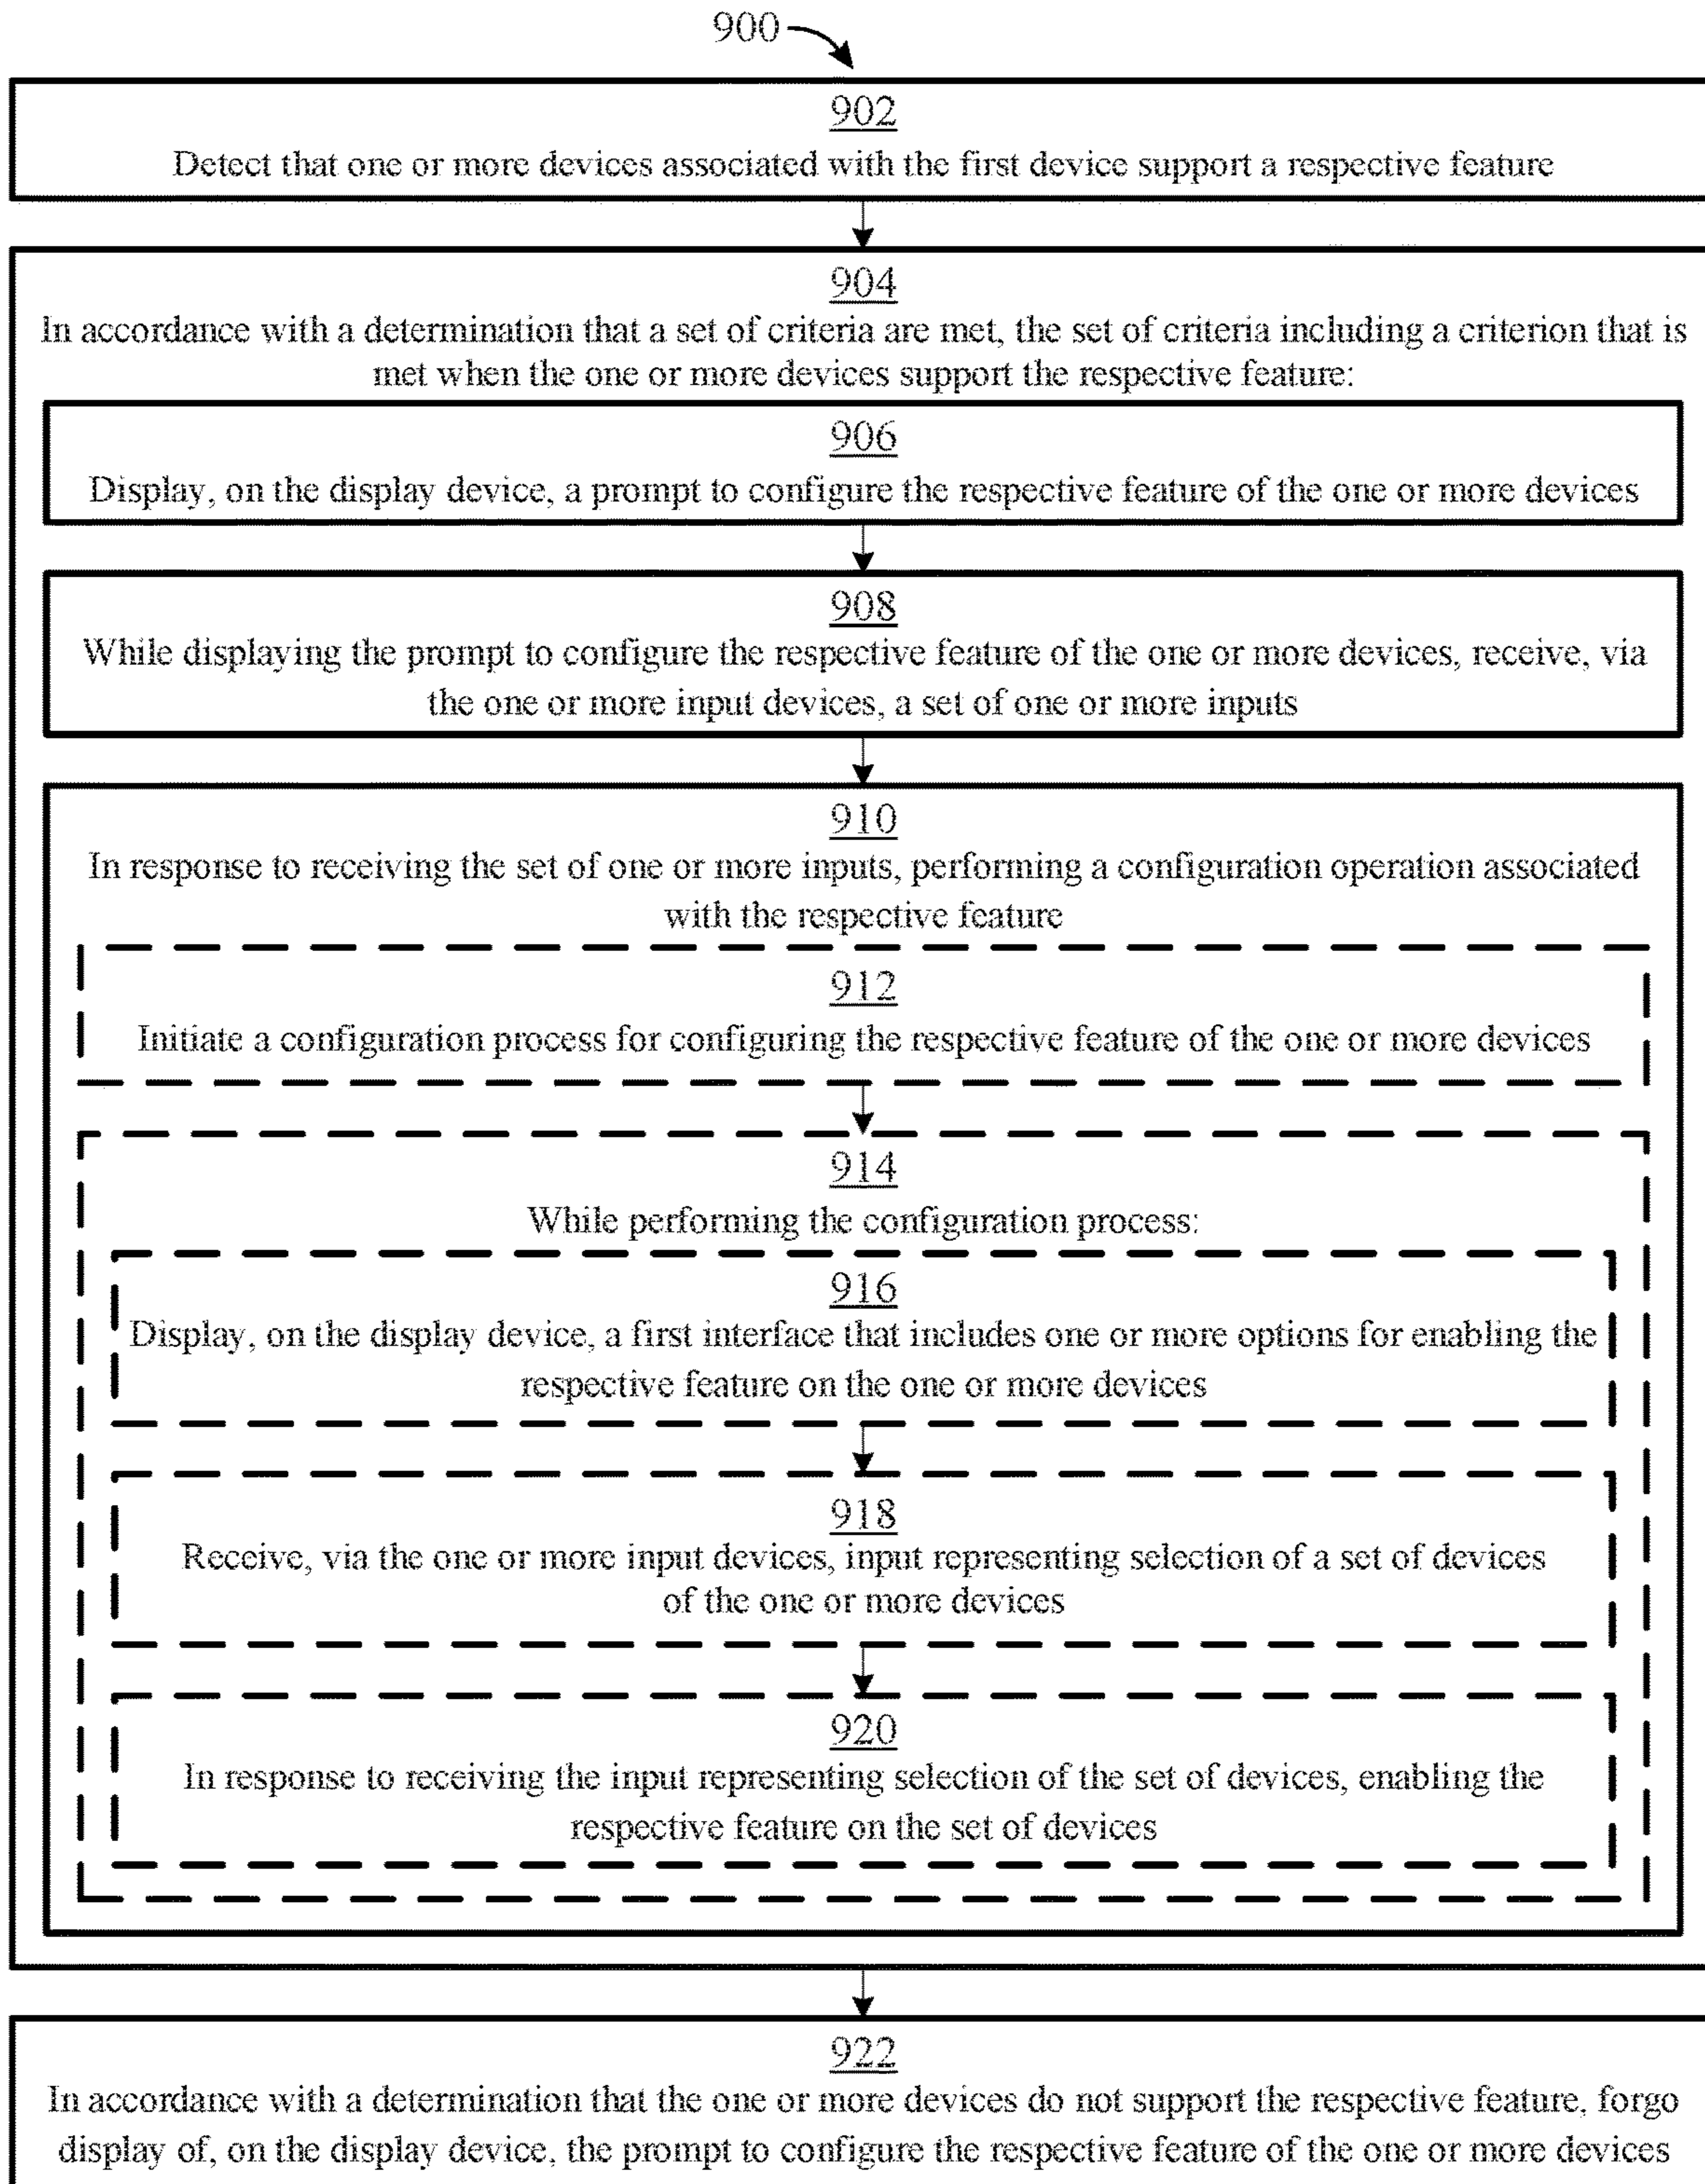 900
902
Detect that one or more devices associated with the first device support a respective feature
904
In accordance with a determination that a set of criteria are met, the set of criteria including a criterion that is
met when the one or more devices support the respective feature:
906
Display, on the display device, a prompt to configure the respective feature of the one or more devices
908
While displaying the prompt to configure the respective feature of the one or more devices, receive, via
the one or more input devices, a set of one or more inputs
910
In response to receiving the set of one or more inputs, performing a configuration operation associated
with the respective feature
912
Initiate a configuration process for configuring the respective feature of the one or more devices
914
While performing the configuration process:
916
Display, on the display device, a first interface that includes one or more options for enabling the
respective feature on the one or more devices
918
Receive, via the one or more input devices, input representing selection of a set of devices
of the one or more devices
920
In response to receiving the input representing selection of the set of devices, enabling the
respective feature on the set of devices
922
In accordance with a determination that the one or more devices do not support the respective feature, forgo
display of, on the display device, the prompt to configure the respective feature of the one or more devices